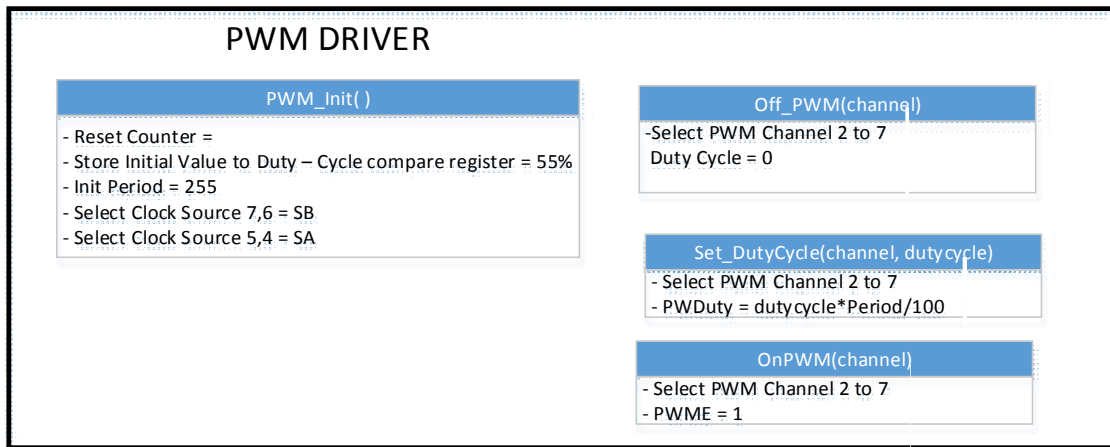 PWM DRIVER
PWM_Init( )
- Reset Counter =
- Store Initial Value to Duty – Cycle compare register = 55%
- Init Period = 255
- Select Clock Source 7,6 = SB
- Select Clock Source 5,4 = SA
Off_PWM(channel)
-Select PWM Channel 2 to 7
Duty Cycle = 0
Set_DutyCycle(channel, dutycycle)
- Select PWM Channel 2 to 7
- PWDuty = dutycycle*Period/100
OnPWM(channel)
- Select PWM Channel 2 to 7
- PWME = 1